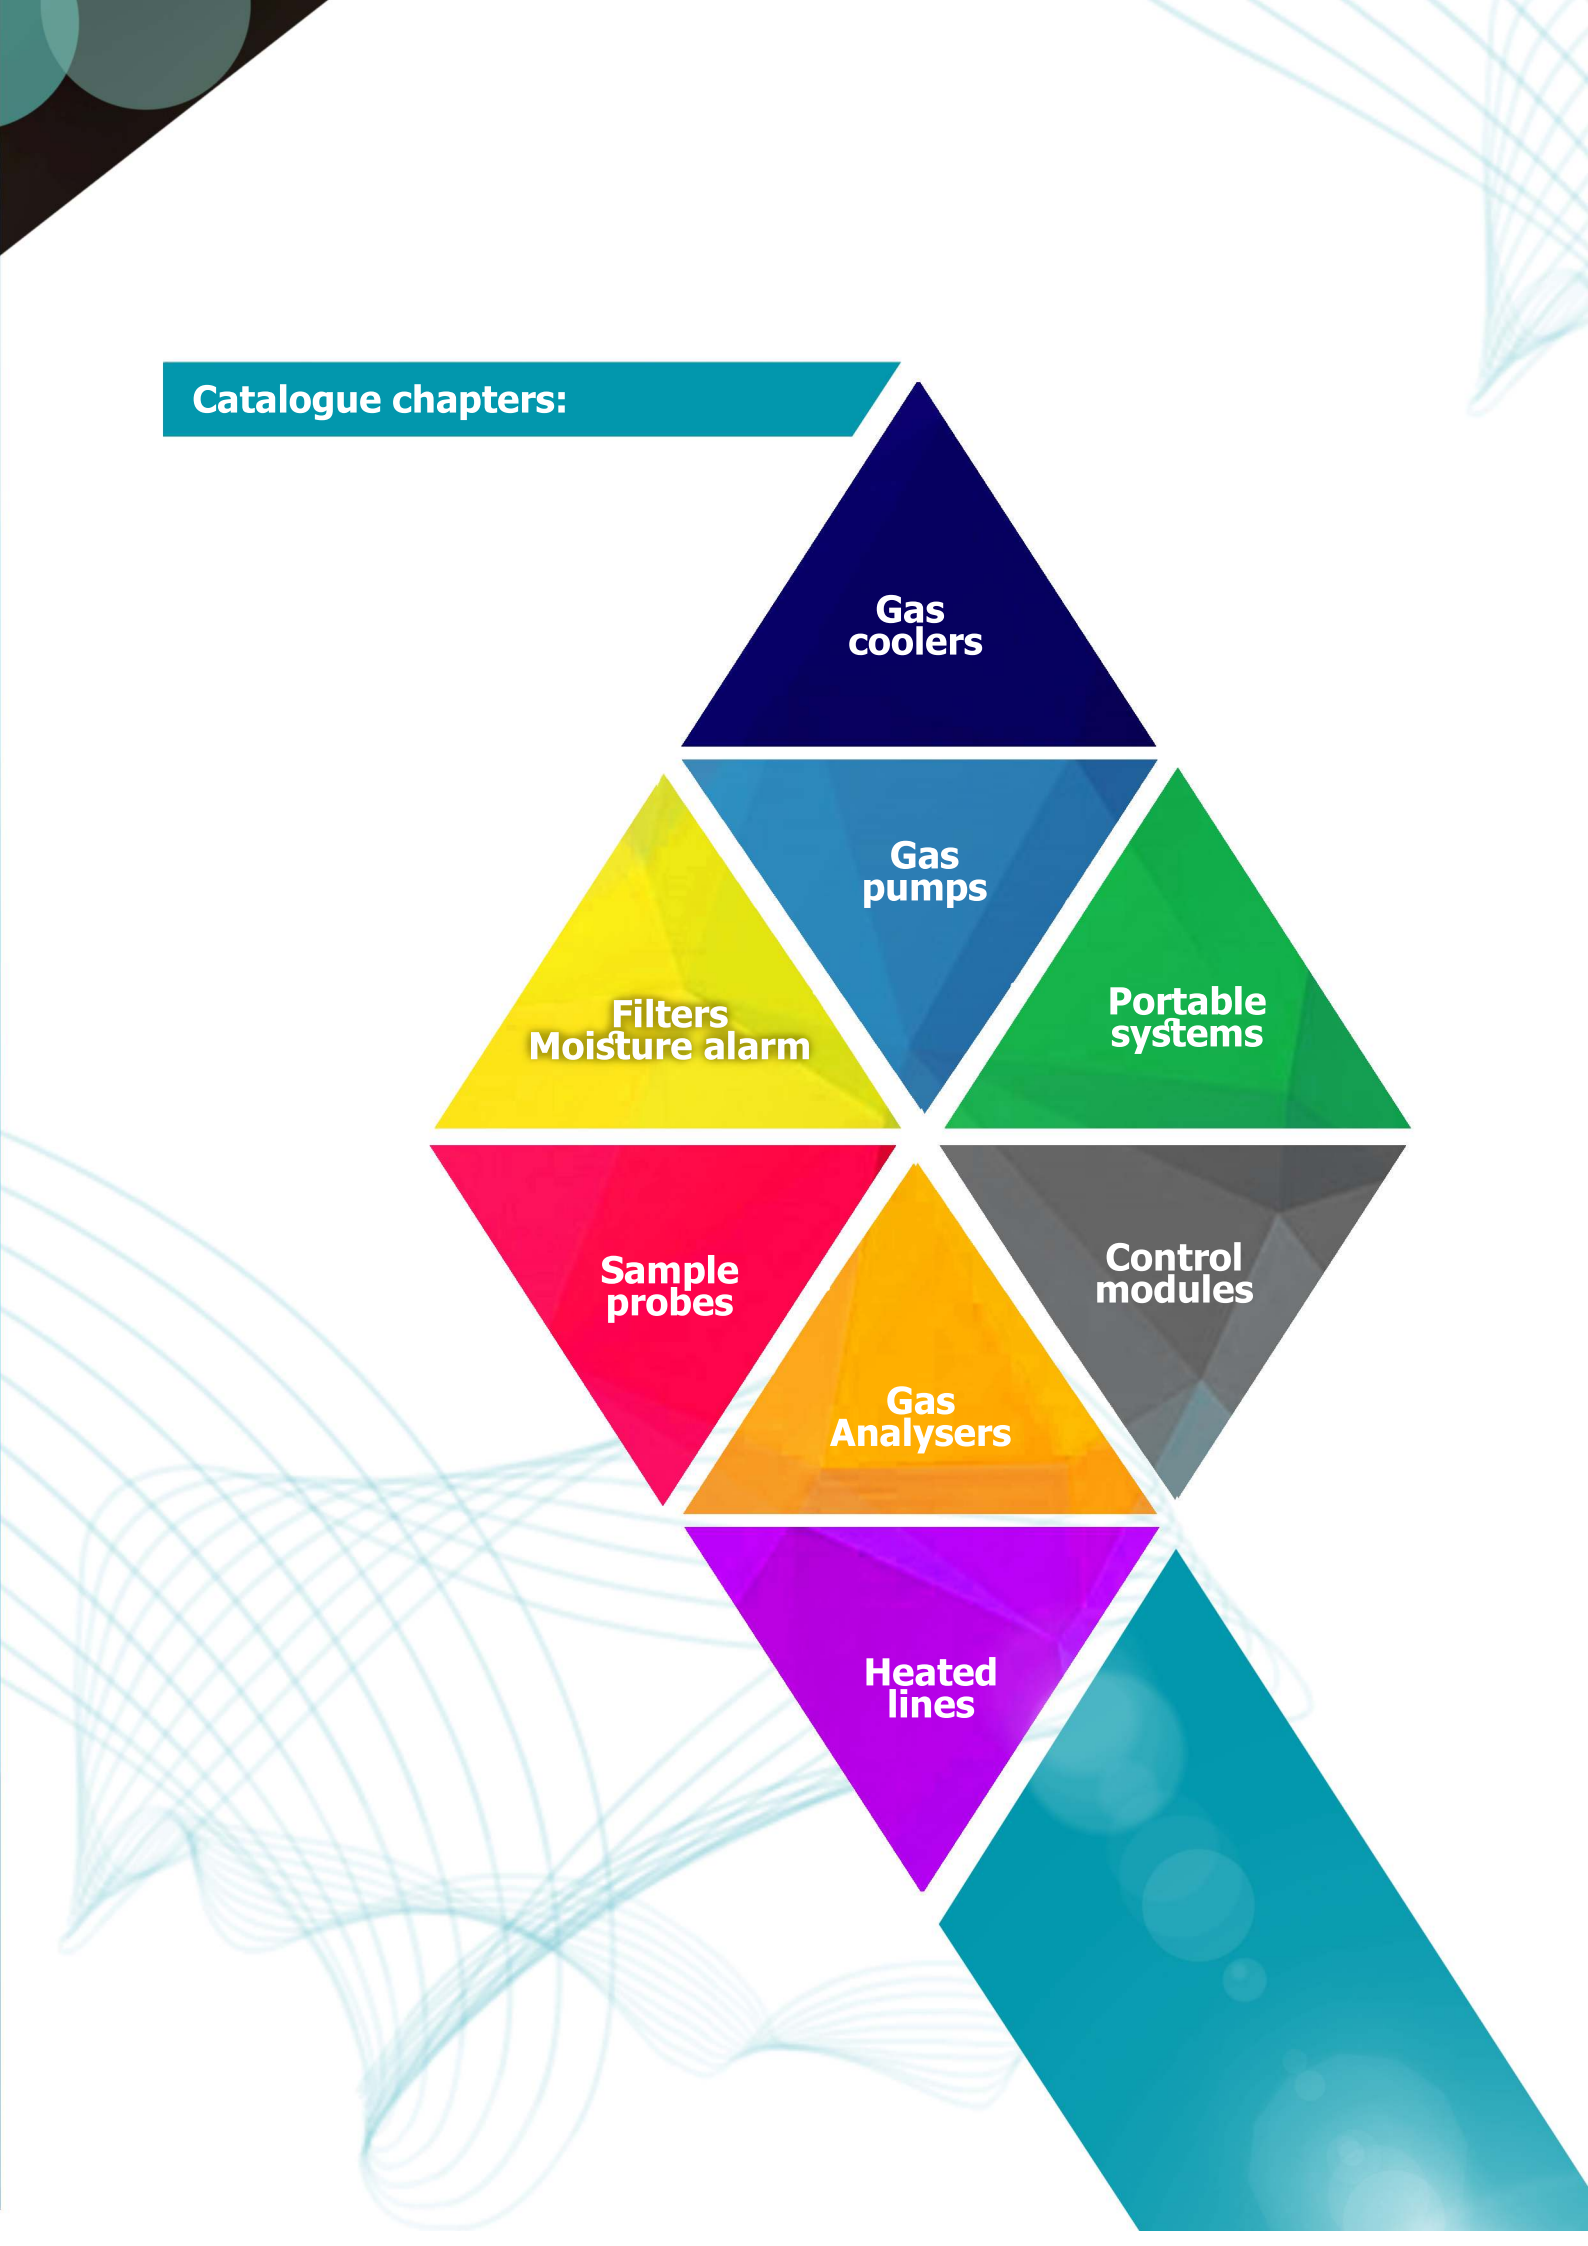 Catalogue chapters:
Gas
coolers
Gas
pumps
Filters
Moisture alarm
Portable
systems
Sample
probes
Control
modules
Gas
Analysers
Heated
lines